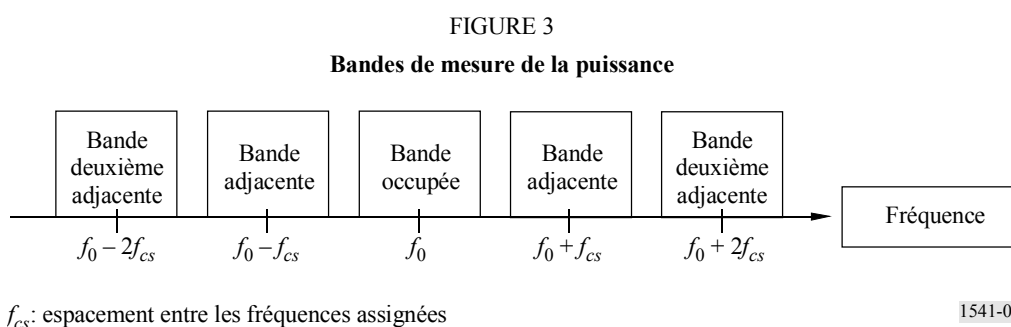 FIGURE 3
Bandes de mesure de la puissance
Bande deuxième adjacente
Bande adjacente
Bande occupée
Bande adjacente
Bande deuxième adjacente
Fréquence
f0 – 2fcs
f0 – fcs
f0
f0 + fcs
f0 + 2fcs
fcs: espacement entre les fréquences assignées
1541-0